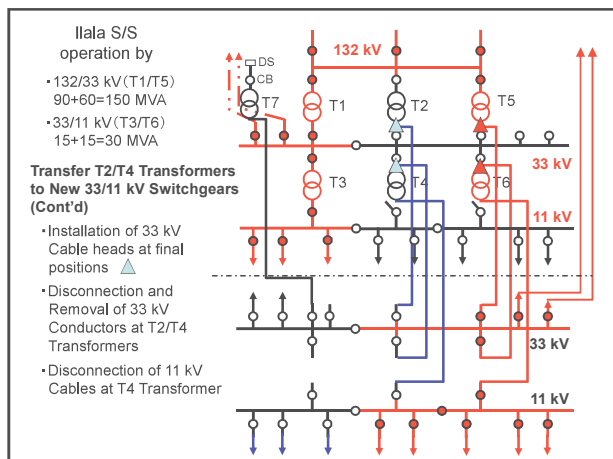 Ilala S/S
operation by
・132/33 kV(T1/T5)
90+60=150 MVA
・33/11 kV(T3/T6)
15+15=30 MVA
Transfer T2/T4 Transformers
to New 33/11 kV Switchgears
(Cont'd)
・Installation of 33 kV
Cable heads at final
positions
・Disconnection and
Removal of 33 kV
Conductors at T2/T4
Transformers
・Disconnection of 11 kV
Cables at T4 Transformer
DS
CB
T7
132 kV
T1
T2
T5
33 kV
T3
T4
T6
11 kV
33 kV
11 kV